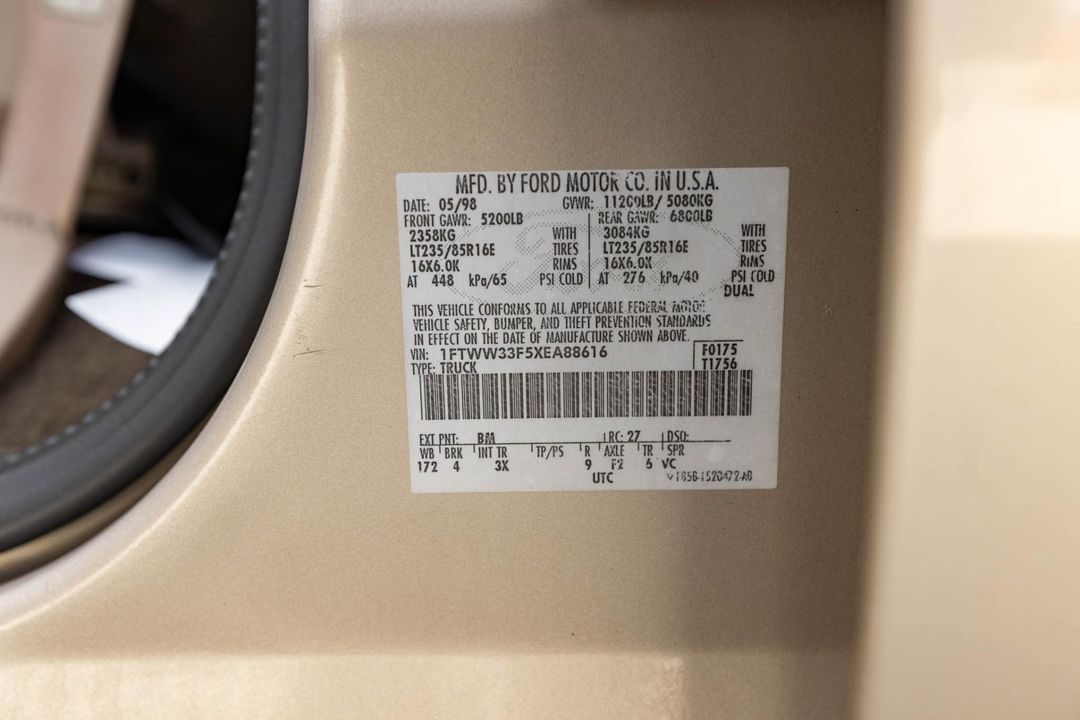 MFD. BY FORD MOTOR CO. IN U.S.A.
DATE: 05/98 GVWR: 11200LB/ 5080KG
FRONT GAWR: 5200LB REAR GAWR: 6800LB
2358KG WITH 3084KG WITH
LT235/85R16E TIRES LT235/85R16E TIRES
16X6.0K RIMS 16X6.0K RIMS
AT 448 kPa/65 PSI COLD AT 276 kPa/40 PSI COLD
DUAL
THIS VEHICLE CONFORMS TO ALL APPLICABLE FEDERAL MOTOR
VEHICLE SAFETY, BUMPER, AND THEFT PREVENTION STANDARDS
IN EFFECT ON THE DATE OF MANUFACTURE SHOWN ABOVE.
VIN: 1FTWW33F5XEA88616 F0175
TYPE: TRUCK T1756
EXT PNT: BM RC: 27 DSO:
WB BRK INT TR TP/PS R AXLE TR SPR
172 4 3X 9 F2 6 VC
UTC